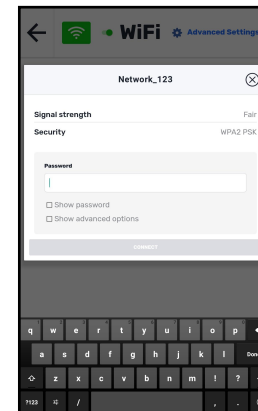 WiFi
Advanced Settings
Network_123
Signal strength Fair
Security WPA2 PSK
Password
Show password
Show advanced options
CONNECT
q w e r t y u i o p
a s d f g h j k l Done
z x c v b n m ! ?
?123 / , .